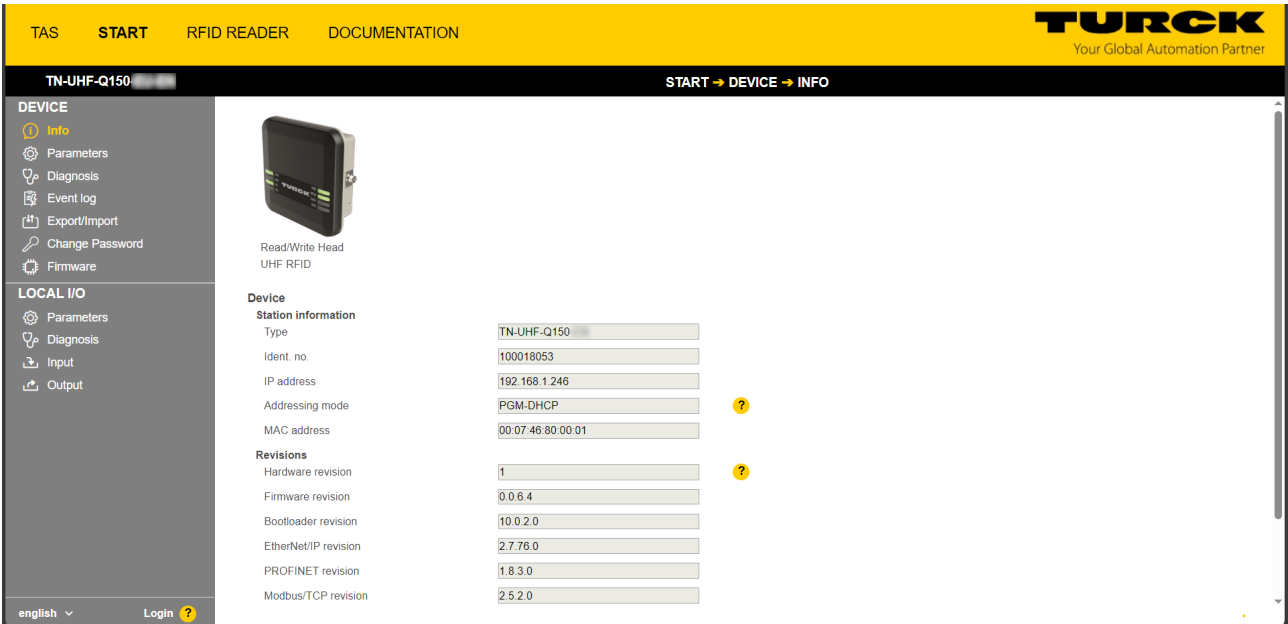 TAS START RFID READER DOCUMENTATION
TURCK
Your Global Automation Partner
TN-UHF-Q150
START ➔ DEVICE ➔ INFO
DEVICE
Info
Parameters
Diagnosis
Event log
Export/Import
Change Password
Firmware
LOCAL I/O
Parameters
Diagnosis
Input
Output
english
Login ?
TURCK
Read/Write Head
UHF RFID
Device
Station information
Type TN-UHF-Q150
Ident. no. 100018053
IP address 192.168.1.246
Addressing mode PGM-DHCP ?
MAC address 00:07:46:80:00:01
Revisions
Hardware revision 1 ?
Firmware revision 0.0.6.4
Bootloader revision 10.0.2.0
EtherNet/IP revision 2.7.76.0
PROFINET revision 1.8.3.0
Modbus/TCP revision 2.5.2.0